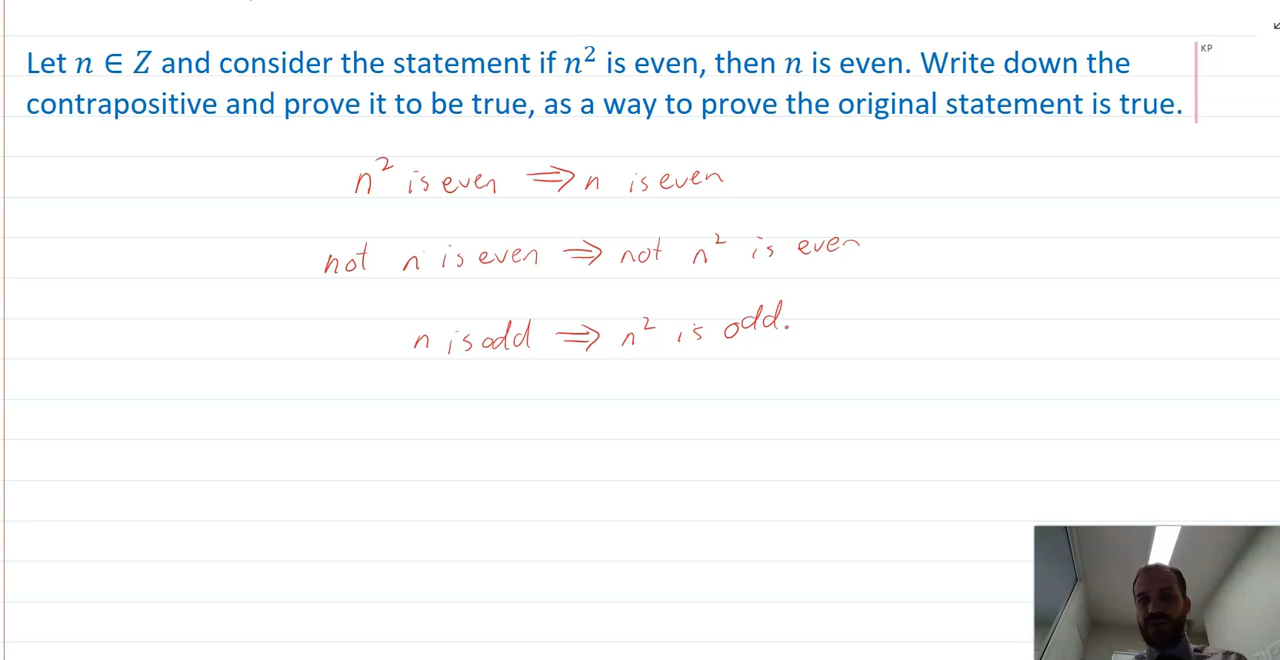 Let n ∈ Z and consider the statement if n² is even, then n is even. Write down the
contrapositive and prove it to be true, as a way to prove the original statement is true.
KP
n² is even ⟹ n is even
not n is even ⟹ not n² is even
n is odd ⟹ n² is odd.